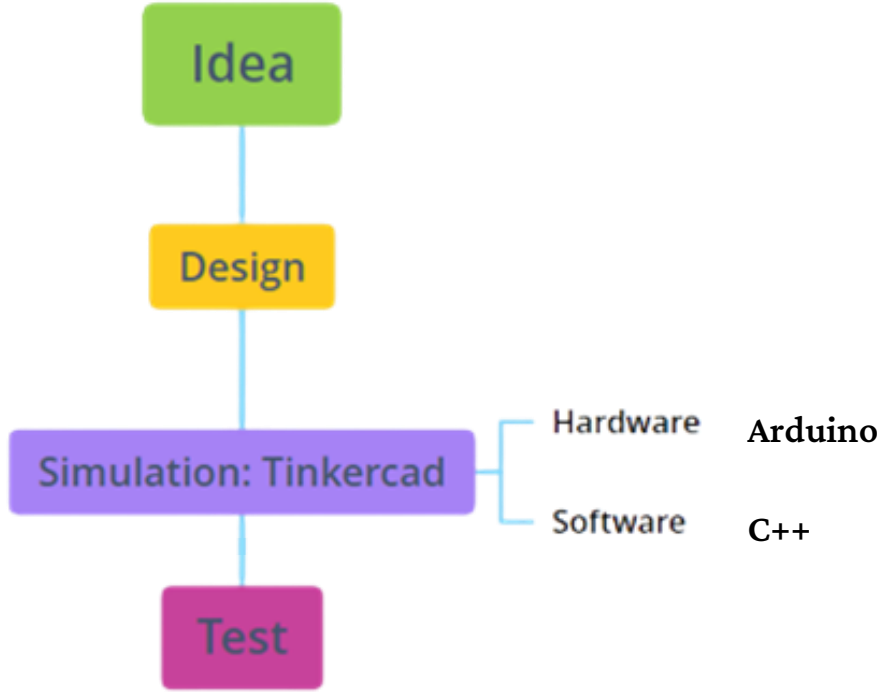 Idea
Design
Simulation: Tinkercad
Hardware Arduino
Software C++
Test